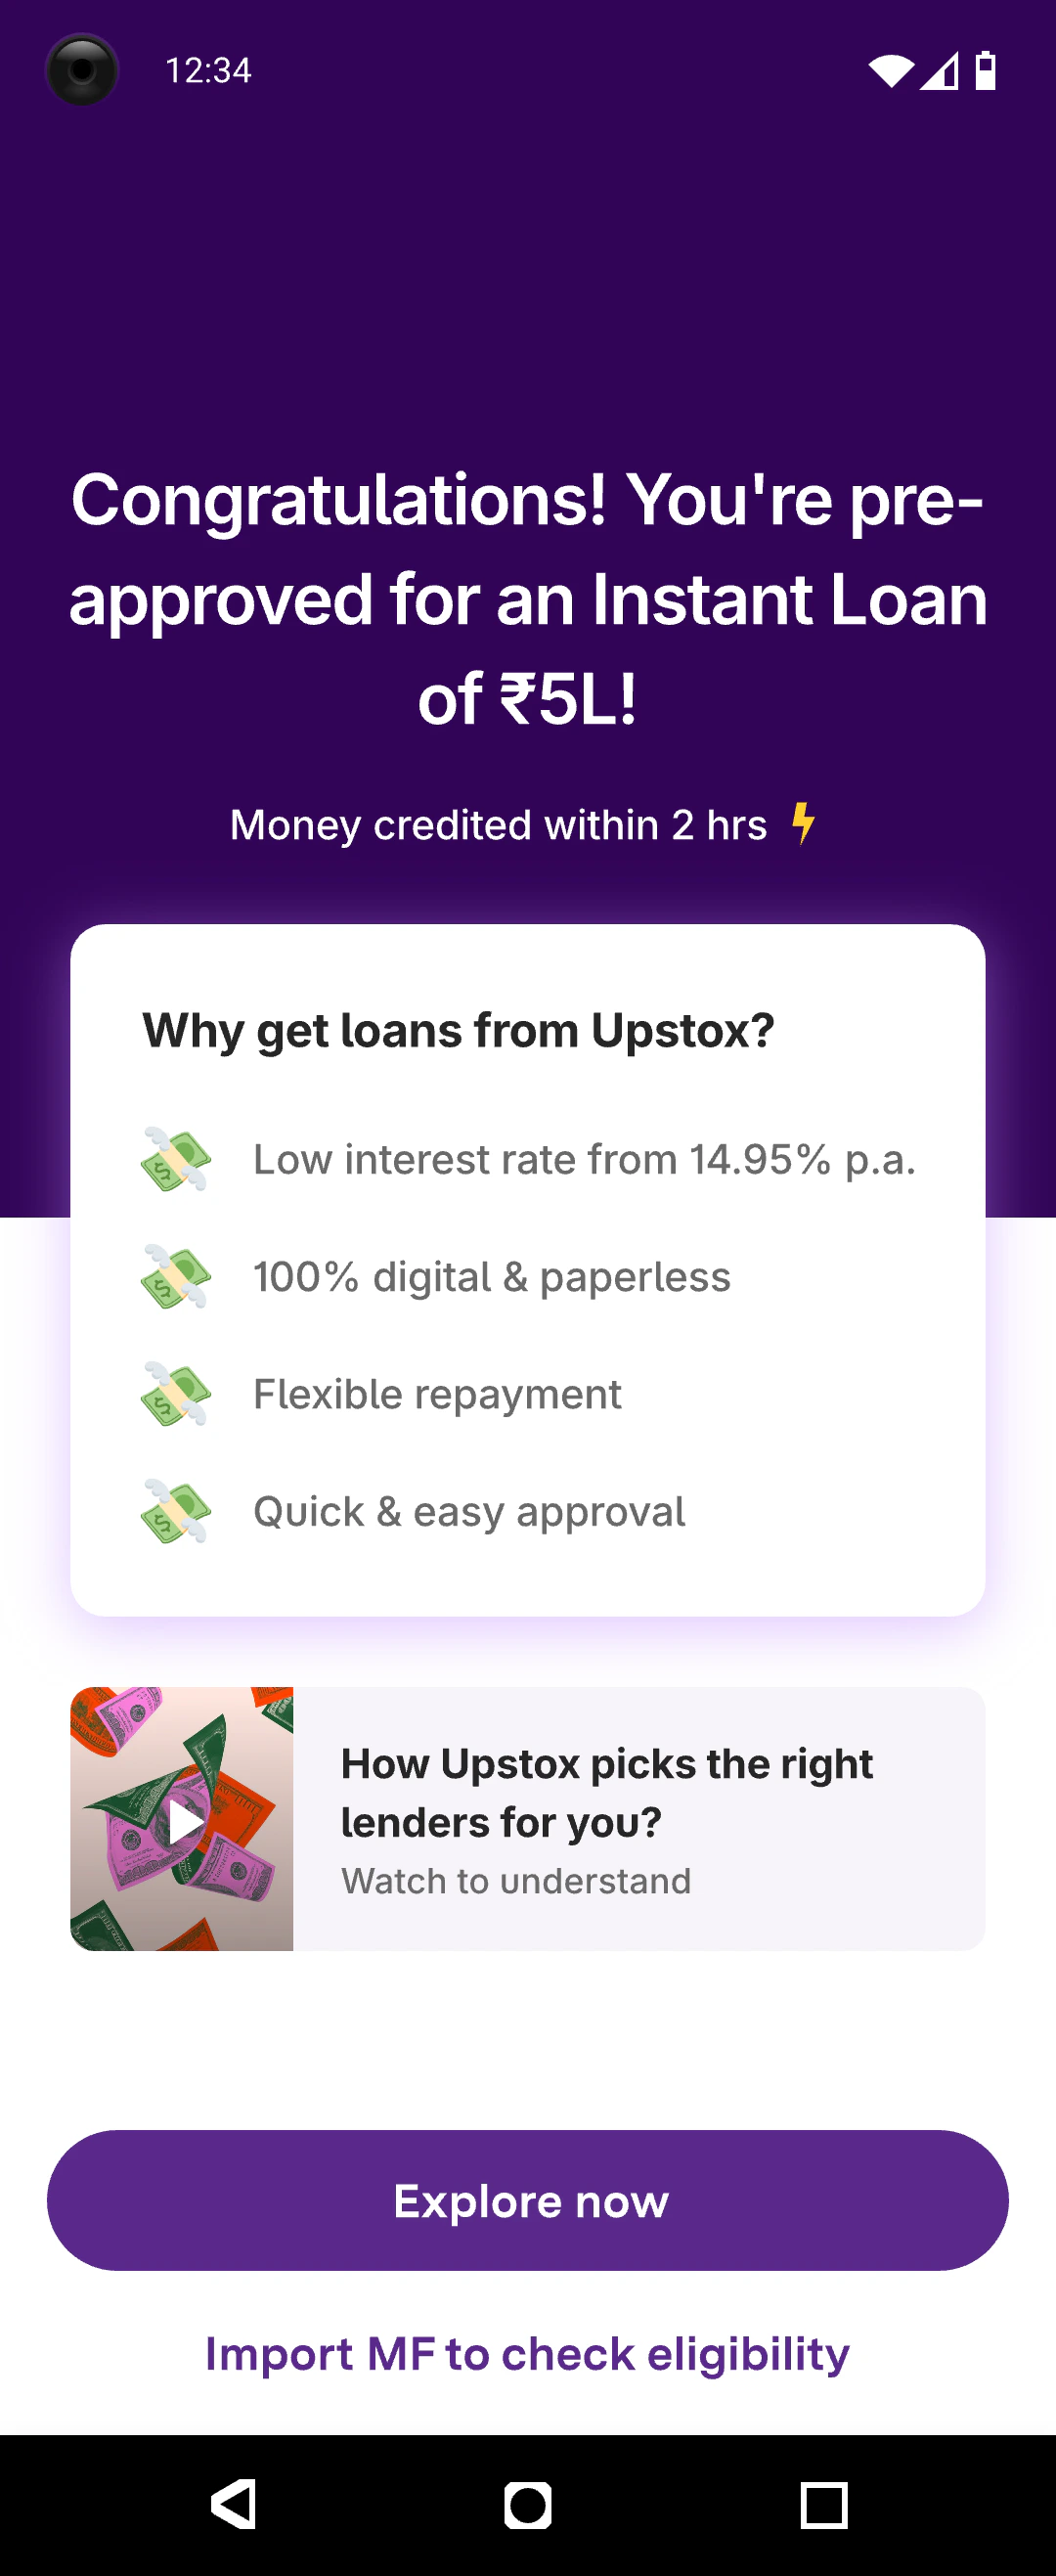 12:34
Congratulations! You're pre-
approved for an Instant Loan
of ₹5L!
Money credited within 2 hrs
Why get loans from Upstox?
Low interest rate from 14.95% p.a.
100% digital & paperless
Flexible repayment
Quick & easy approval
How Upstox picks the right
lenders for you?
Watch to understand
Explore now
Import MF to check eligibility